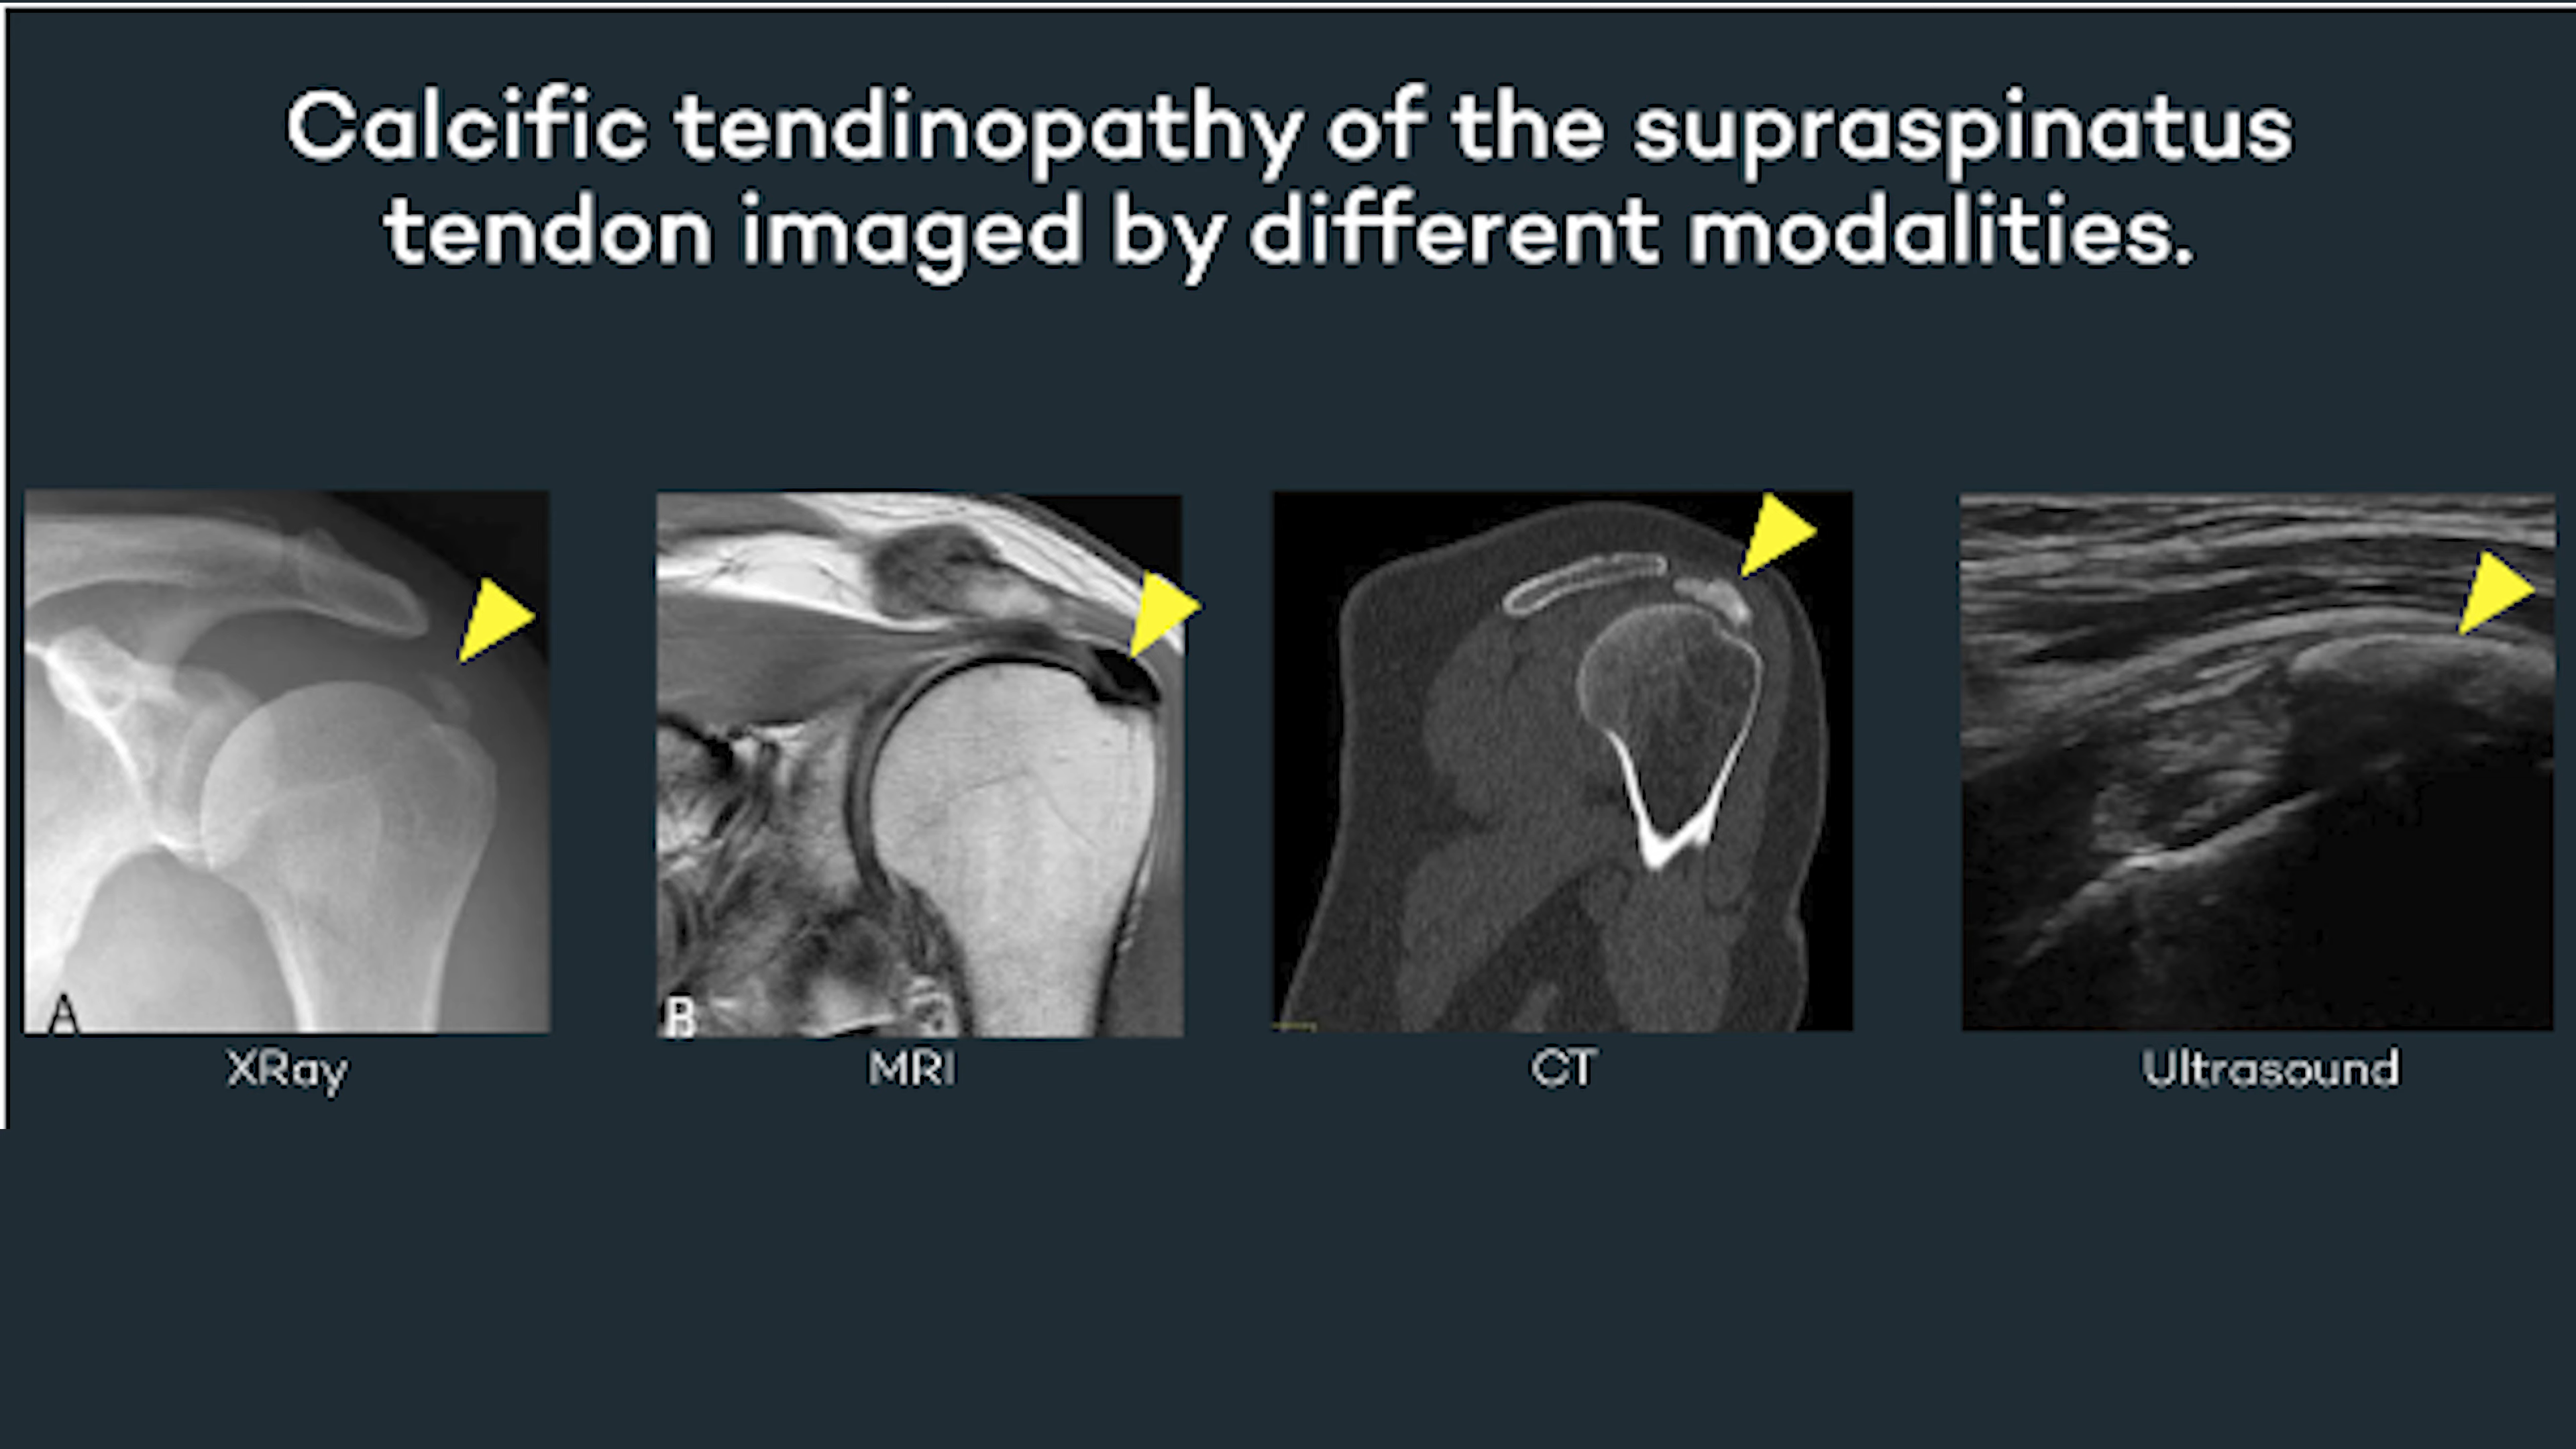 Calcific tendinopathy of the supraspinatus
tendon imaged by different modalities.
A
B
XRay
MRI
CT
Ultrasound